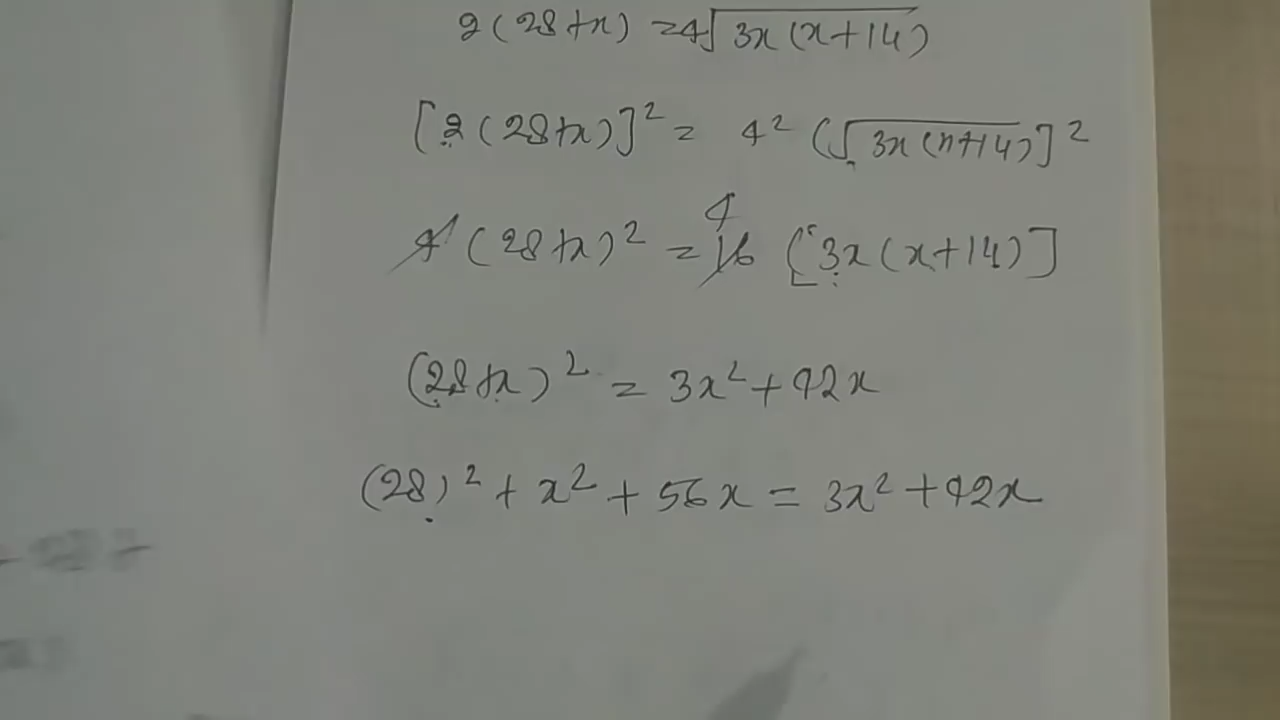 2(28+x) = 4√3x(x+14)
[2(28+x)]² = 4² (√3x(x+14)]²
4(28+x)² = 16 4 [3x(x+14)]
(28+x)² = 3x²+42x
(28)² + x² + 56x = 3x²+42x